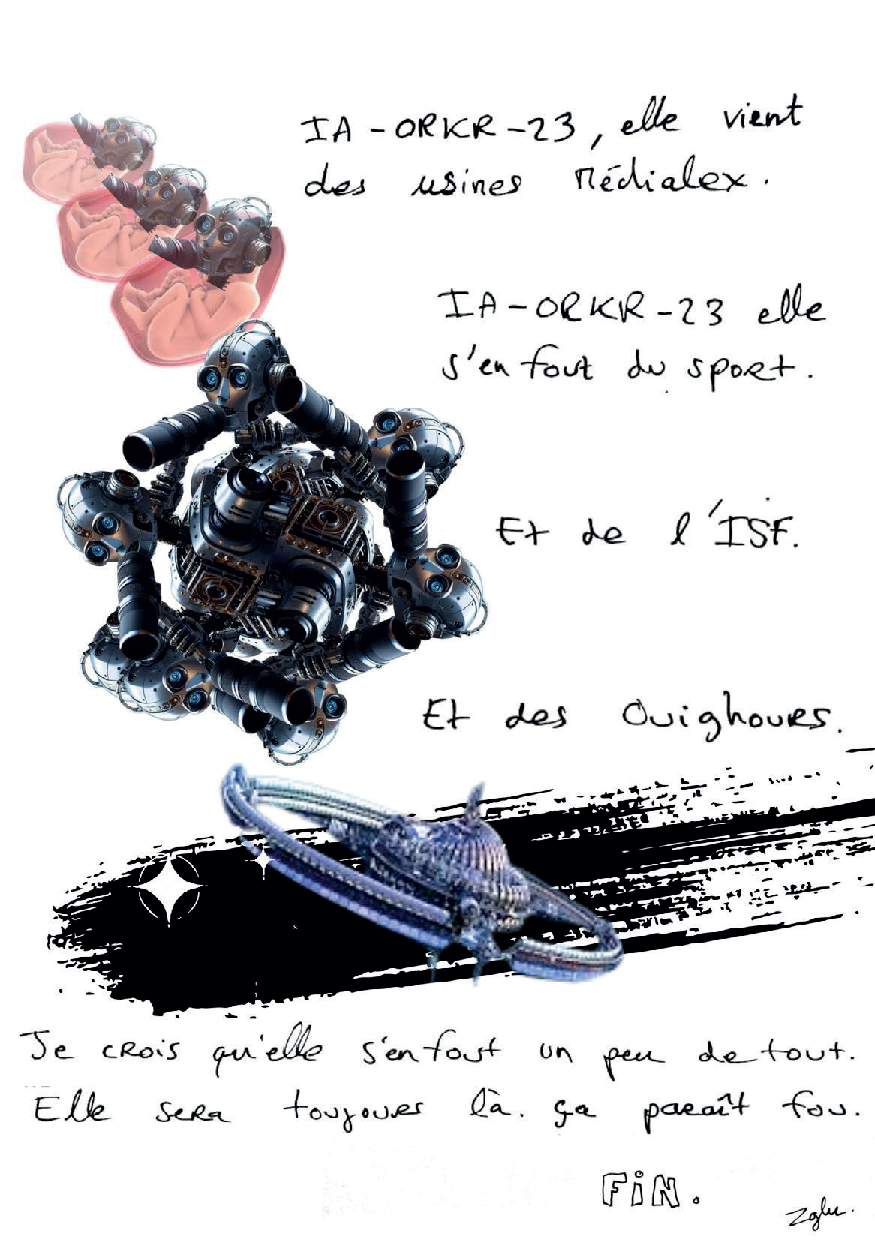 IA-ORKR-23, elle vient
des usines Médialex.
IA-ORKR-23 elle
s'en fout du sport.
Et de l'ISF.
Et des Ouighours.
Je crois qu'elle s'en fout un peu de tout.
Elle sera toujours là. ça paraît fou.
FiN.
Zglu.